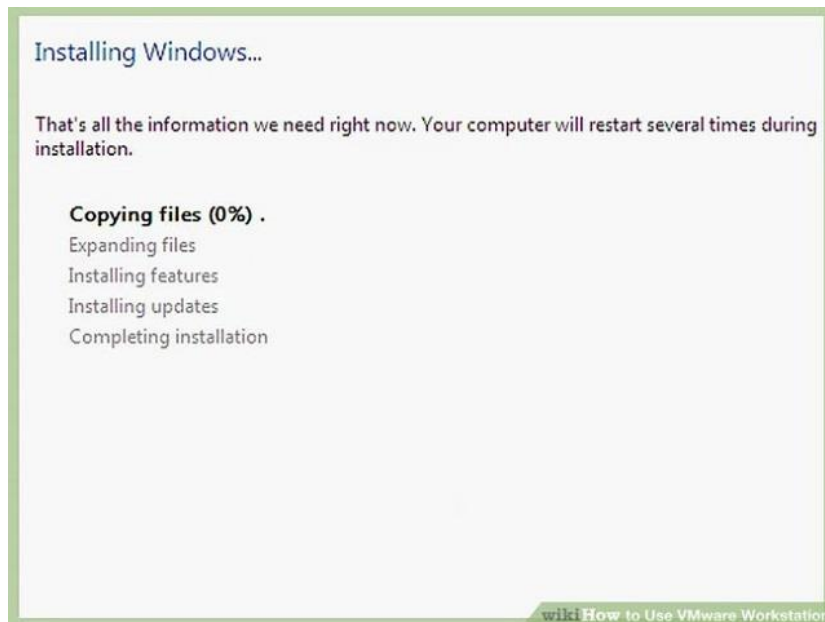 Installing Windows...
That's all the information we need right now. Your computer will restart several times during
installation.
Copying files (0%) .
Expanding files
Installing features
Installing updates
Completing installation
wikiHow to Use VMware Workstation